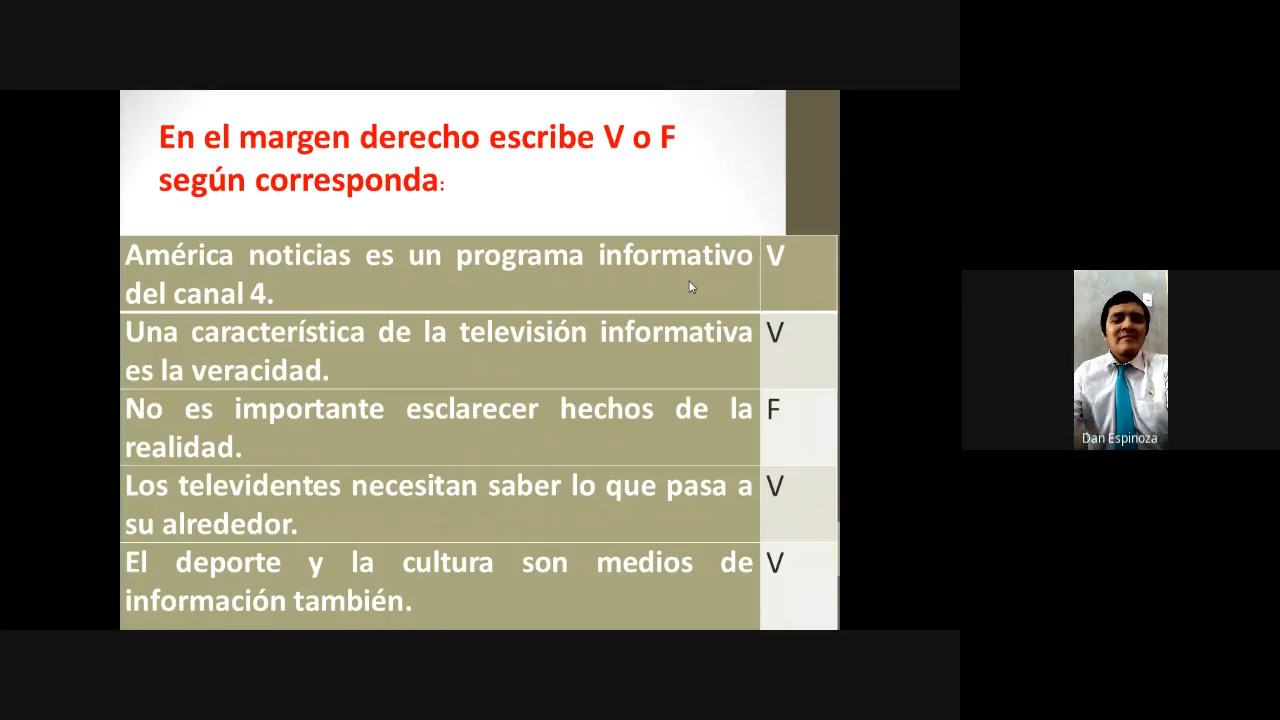 En el margen derecho escribe V o F
según corresponda:
América noticias es un programa informativo V
del canal 4.
Una característica de la televisión informativa V
es la veracidad.
No es importante esclarecer hechos de la F
realidad.
Los televidentes necesitan saber lo que pasa a V
su alrededor.
El deporte y la cultura son medios de V
información también.
Dan Espinoza